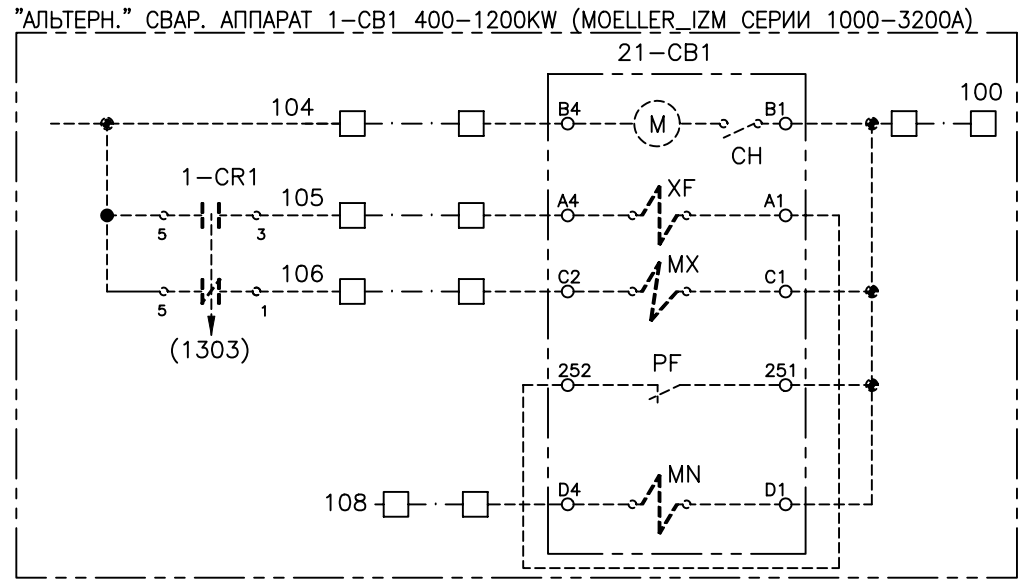 "АЛЬТЕРН." СВАР. АППАРАТ 1-CB1 400-1200KW (MOELLER_IZM СЕРИИ 1000-3200A)
21-CB1
104 B4 M B1 100
CH
1-CR1
105 A4 XF A1
5 3
106 C2 MX C1
5 1
(1303)
252 PF 251
108 D4 MN D1